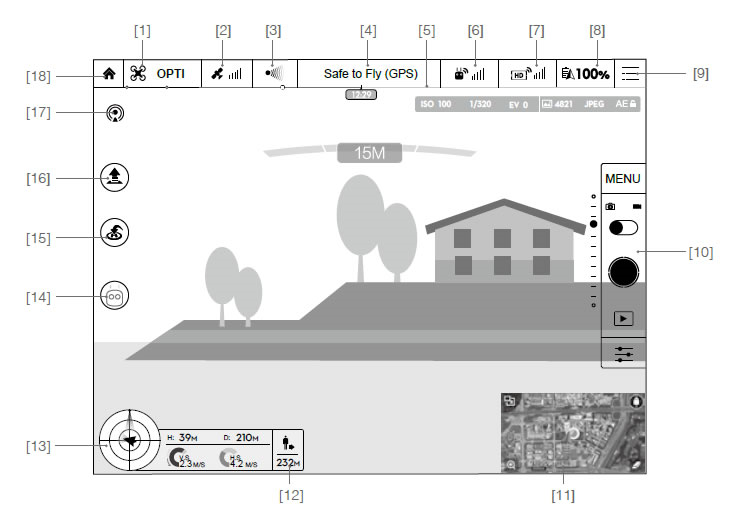 [1] [2] [3] [4] [5] [6] [7] [8]
[18] OPTI Safe to Fly (GPS) HD 100% [9]
12:29
[17] ISO 100 1/320 EV 0 4821 JPEG AE
15M
[16] MENU
[15] [10]
[14]
[13] H: 39M D: 210M
V.S 2.3 M/S H.S 4.2 M/S 232M
[12] [11]